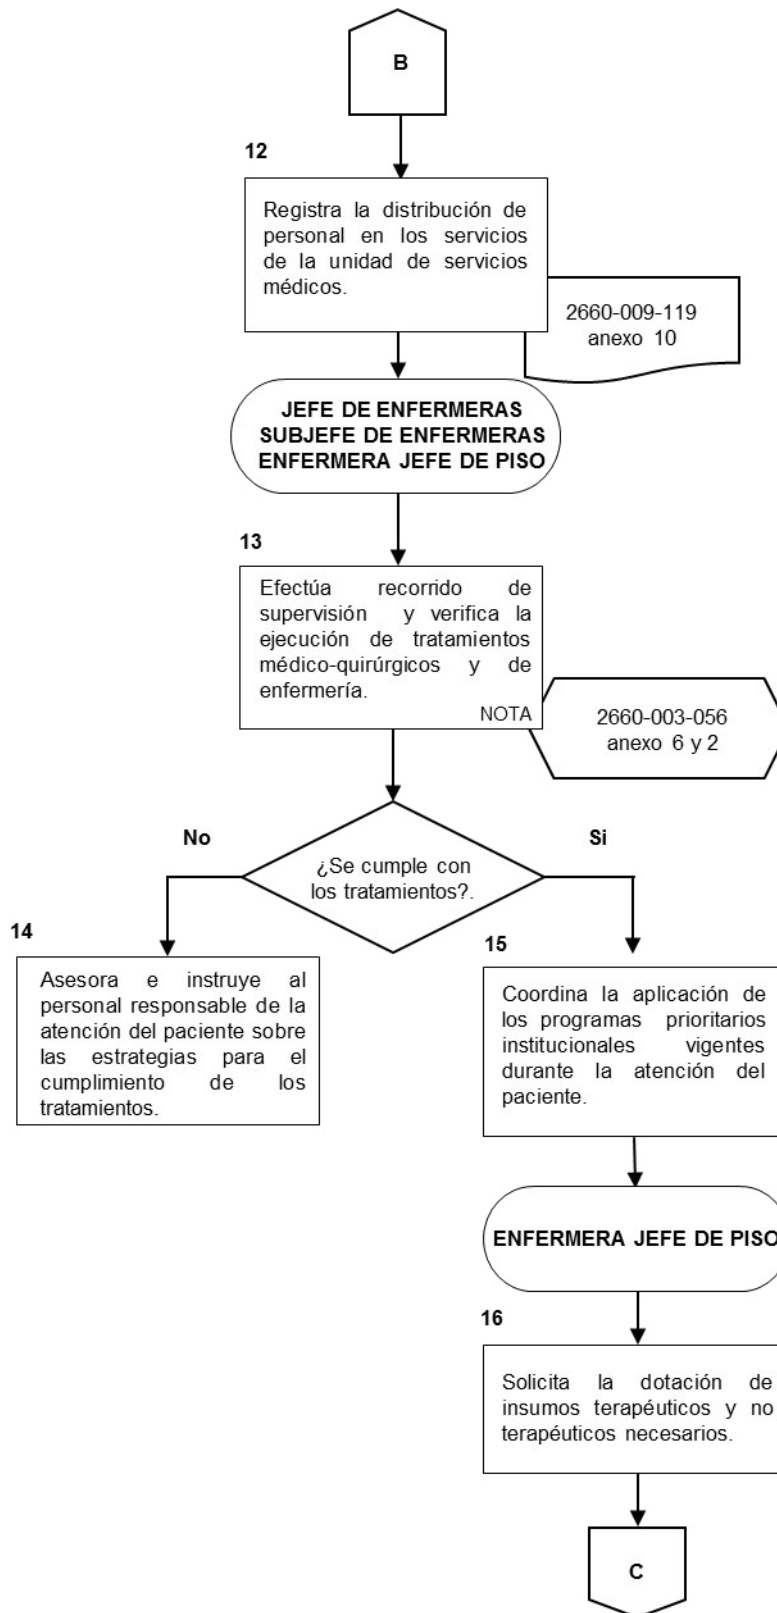 B
12
Registra la distribución de
personal en los servicios
de la unidad de servicios
médicos.
2660-009-119
anexo 10
JEFE DE ENFERMERAS
SUBJEFE DE ENFERMERAS
ENFERMERA JEFE DE PISO
13
Efectúa recorrido de
supervisión y verifica la
ejecución de tratamientos
médico-quirúrgicos y de
enfermería.
NOTA
2660-003-056
anexo 6 y 2
No
Si
¿Se cumple con
los tratamientos?.
14
Asesora e instruye al
personal responsable de la
atención del paciente sobre
las estrategias para el
cumplimiento de los
tratamientos.
15
Coordina la aplicación de
los programas prioritarios
institucionales vigentes
durante la atención del
paciente.
ENFERMERA JEFE DE PISO
16
Solicita la dotación de
insumos terapéuticos y no
terapéuticos necesarios.
C